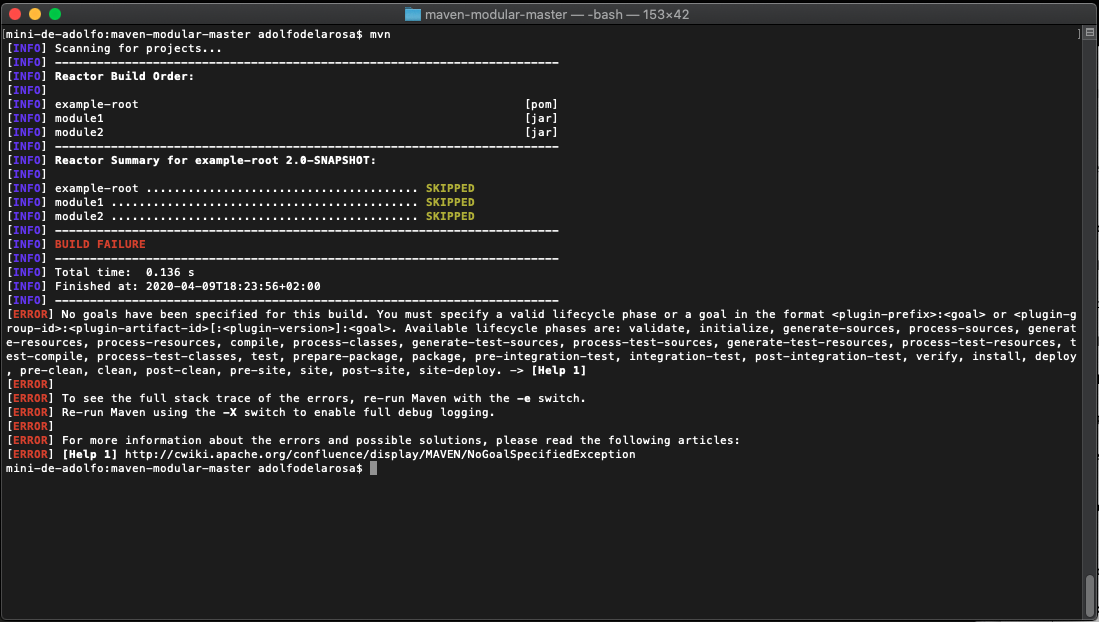 maven-modular-master — -bash — 153×42
mini-de-adolfo:maven-modular-master adolfodelarosa$ mvn
[INFO] Scanning for projects...
[INFO] ------------------------------------------------------------------------
[INFO] Reactor Build Order:
[INFO]
[INFO] example-root                                                       [pom]
[INFO] module1                                                            [jar]
[INFO] module2                                                            [jar]
[INFO] ------------------------------------------------------------------------
[INFO] Reactor Summary for example-root 2.0-SNAPSHOT:
[INFO]
[INFO] example-root ....................................... SKIPPED
[INFO] module1 ............................................ SKIPPED
[INFO] module2 ............................................ SKIPPED
[INFO] ------------------------------------------------------------------------
[INFO] BUILD FAILURE
[INFO] ------------------------------------------------------------------------
[INFO] Total time:  0.136 s
[INFO] Finished at: 2020-04-09T18:23:56+02:00
[INFO] ------------------------------------------------------------------------
[ERROR] No goals have been specified for this build. You must specify a valid lifecycle phase or a goal in the format <plugin-prefix>:<goal> or <plugin-g
roup-id>:<plugin-artifact-id>[:<plugin-version>]:<goal>. Available lifecycle phases are: validate, initialize, generate-sources, process-sources, generat
e-resources, process-resources, compile, process-classes, generate-test-sources, process-test-sources, generate-test-resources, process-test-resources, t
est-compile, process-test-classes, test, prepare-package, package, pre-integration-test, integration-test, post-integration-test, verify, install, deploy
, pre-clean, clean, post-clean, pre-site, site, post-site, site-deploy. -> [Help 1]
[ERROR]
[ERROR] To see the full stack trace of the errors, re-run Maven with the -e switch.
[ERROR] Re-run Maven using the -X switch to enable full debug logging.
[ERROR]
[ERROR] For more information about the errors and possible solutions, please read the following articles:
[ERROR] [Help 1] http://cwiki.apache.org/confluence/display/MAVEN/NoGoalSpecifiedException
mini-de-adolfo:maven-modular-master adolfodelarosa$